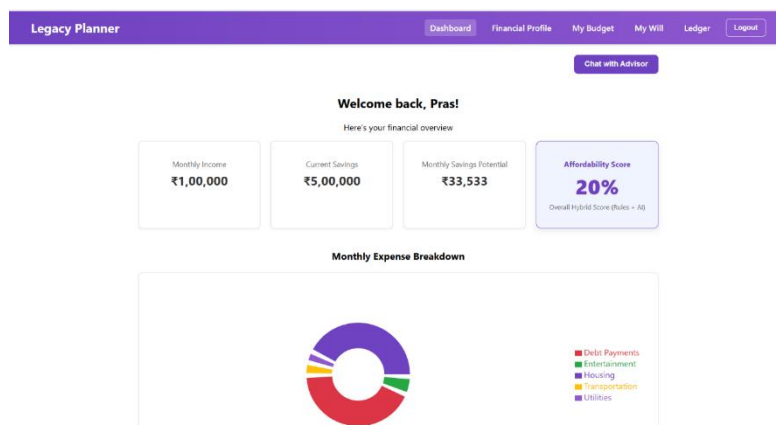 Legacy Planner Dashboard Financial Profile My Budget My Will Ledger Logout
Chat with Advisor
Welcome back, Pras!
Here's your financial overview
Monthly Income
₹1,00,000
Current Savings
₹5,00,000
Monthly Savings Potential
₹33,533
Affordability Score
20%
Overall Hybrid Score (Rules + AI)
Monthly Expense Breakdown
Debt Payments
Entertainment
Housing
Transportation
Utilities